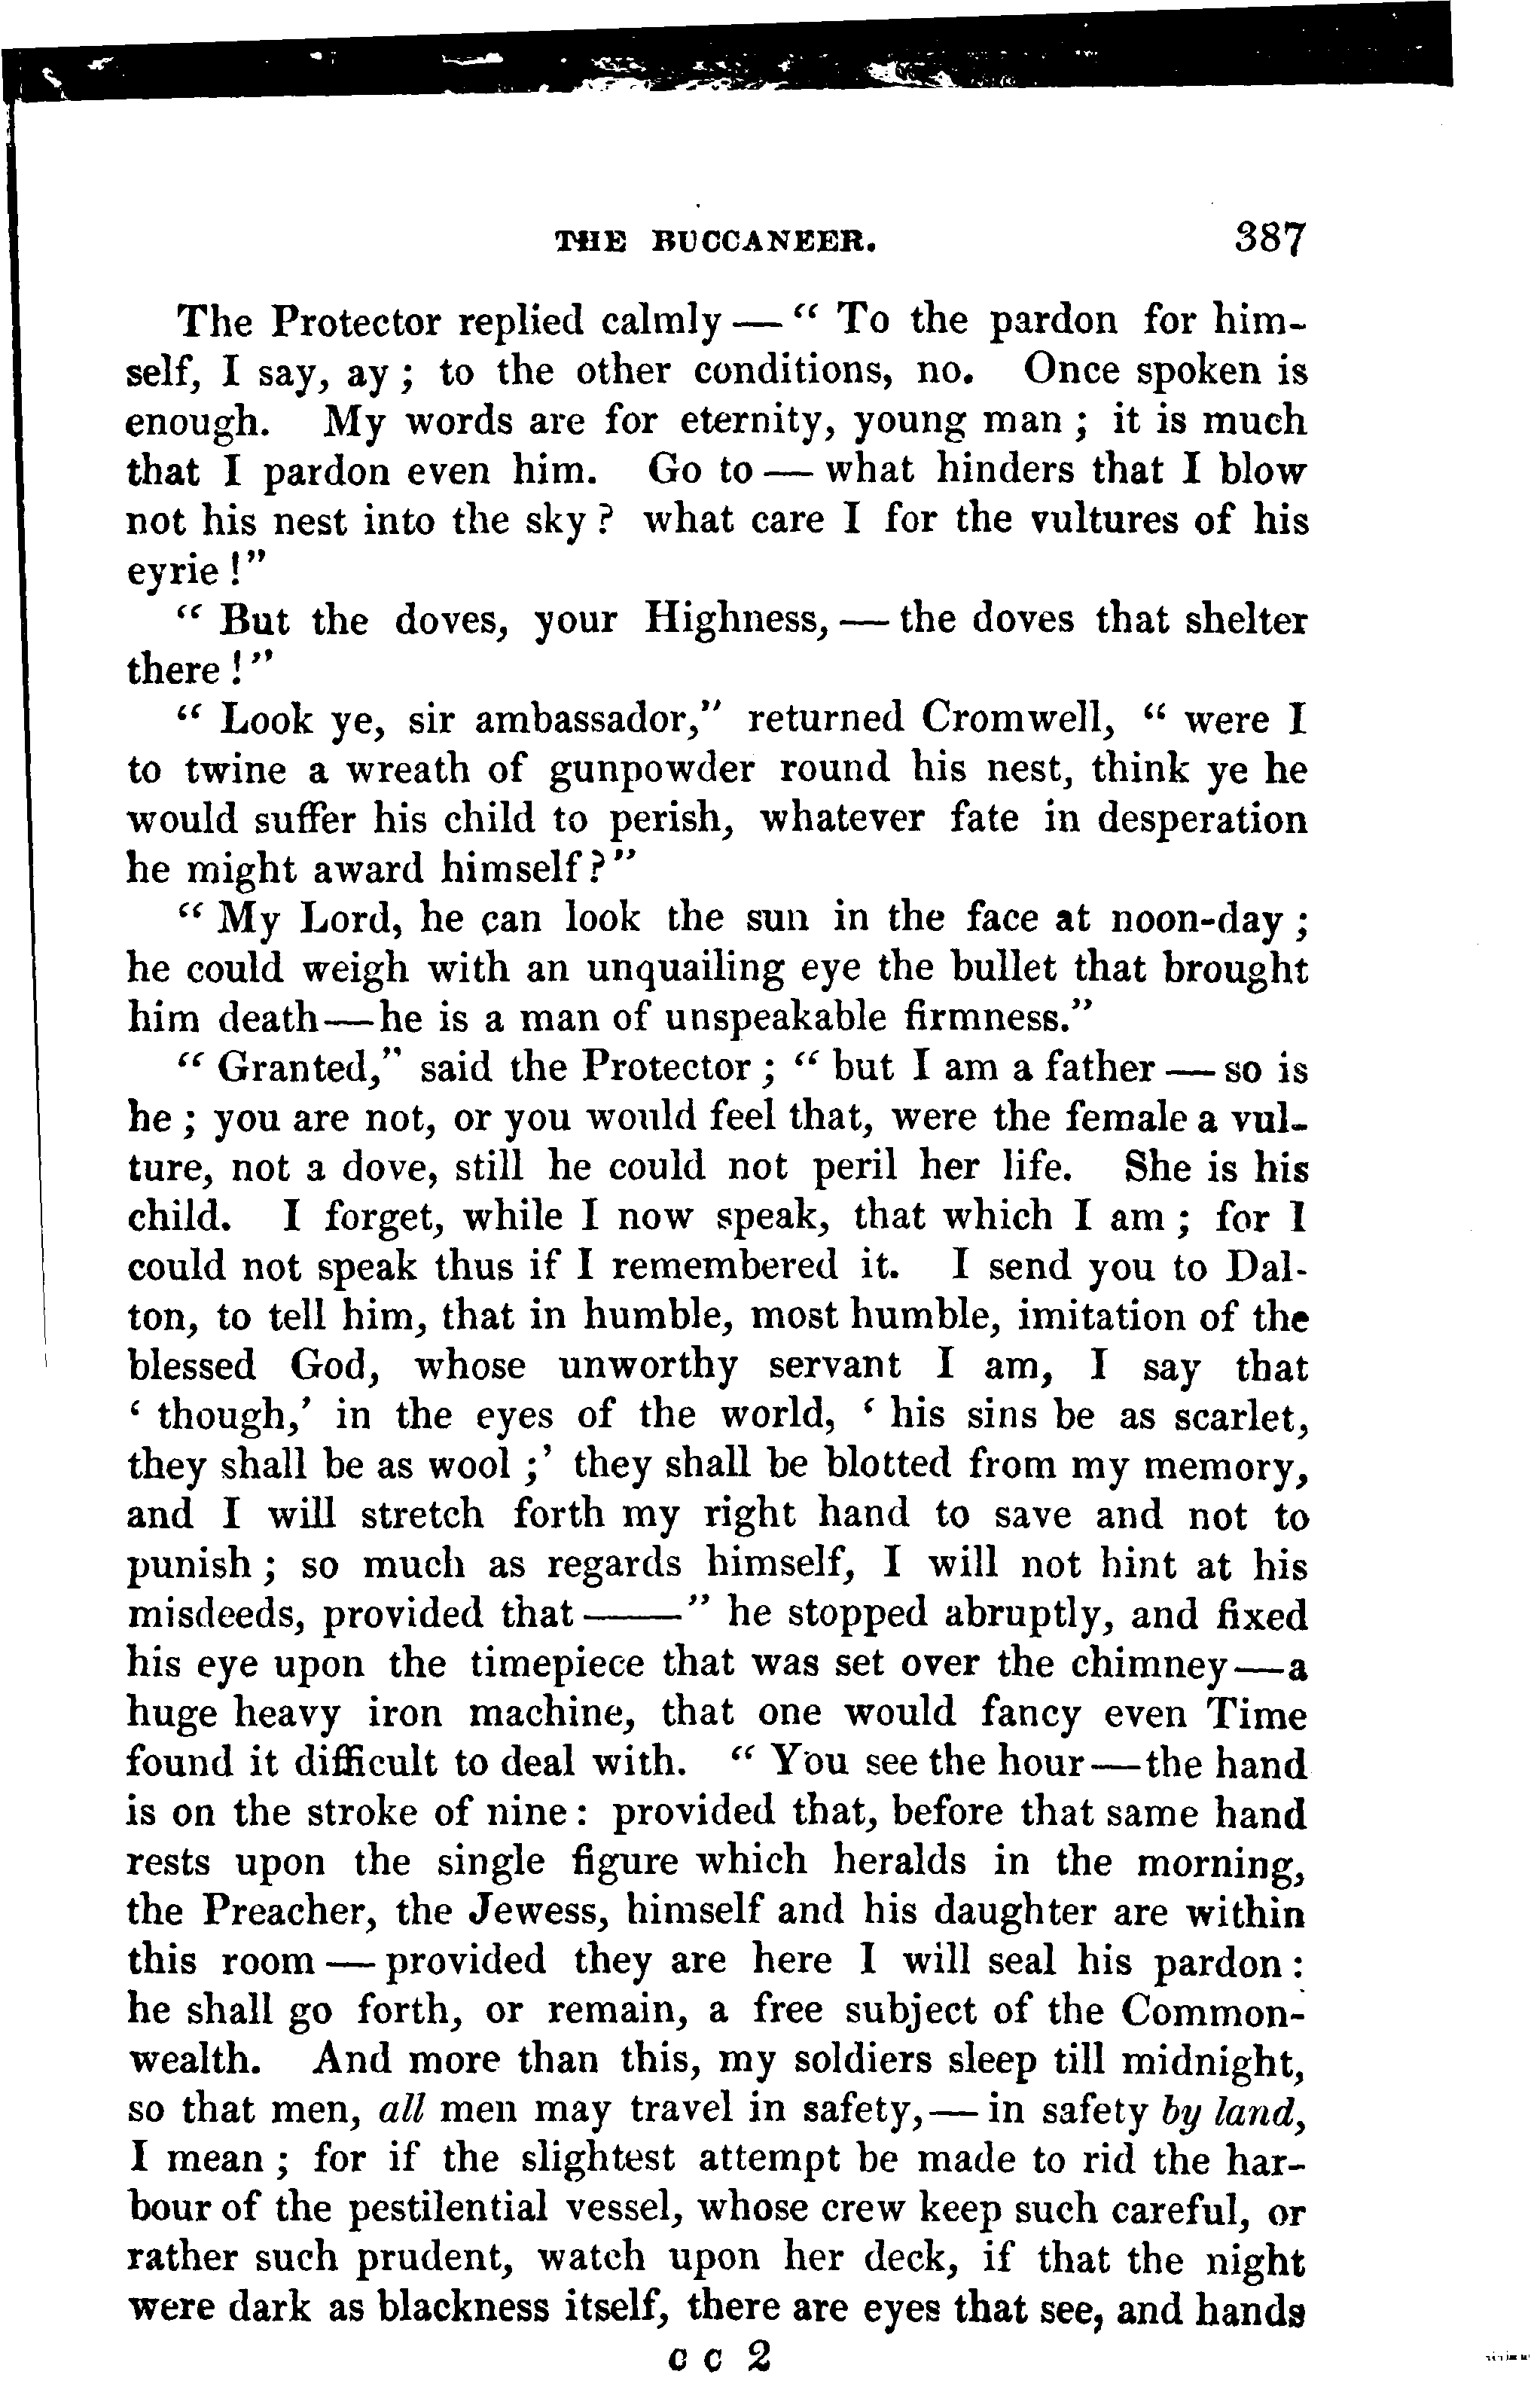 THE BUCCANEER. 387
The Protector replied calmly — “ To the pardon for him-
self, I say, ay ; to the other conditions, no. Once spoken is
enough. My words are for eternity, young man ; it is much
that I pardon even him. Go to — what hinders that I blow
not his nest into the sky ? what care I for the vultures of his
eyrie !”
“ But the doves, your Highness, — the doves that shelter
there !”
“ Look ye, sir ambassador,” returned Cromwell, “ were I
to twine a wreath of gunpowder round his nest, think ye he
would suffer his child to perish, whatever fate in desperation
he might award himself ?”
“ My Lord, he can look the sun in the face at noon-day ;
he could weigh with an unquailing eye the bullet that brought
him death—he is a man of unspeakable firmness.”
“ Granted,” said the Protector ; “ but I am a father — so is
he ; you are not, or you would feel that, were the female a vul-
ture, not a dove, still he could not peril her life. She is his
child. I forget, while I now speak, that which I am ; for I
could not speak thus if I remembered it. I send you to Dal-
ton, to tell him, that in humble, most humble, imitation of the
blessed God, whose unworthy servant I am, I say that
‘ though,’ in the eyes of the world, ‘ his sins be as scarlet,
they shall be as wool ;’ they shall be blotted from my memory,
and I will stretch forth my right hand to save and not to
punish ; so much as regards himself, I will not hint at his
misdeeds, provided that ——” he stopped abruptly, and fixed
his eye upon the timepiece that was set over the chimney—a
huge heavy iron machine, that one would fancy even Time
found it difficult to deal with. “ You see the hour—the hand
is on the stroke of nine : provided that, before that same hand
rests upon the single figure which heralds in the morning,
the Preacher, the Jewess, himself and his daughter are within
this room — provided they are here I will seal his pardon :
he shall go forth, or remain, a free subject of the Common-
wealth. And more than this, my soldiers sleep till midnight,
so that men, all men may travel in safety,— in safety by land,
I mean ; for if the slightest attempt be made to rid the har-
bour of the pestilential vessel, whose crew keep such careful, or
rather such prudent, watch upon her deck, if that the night
were dark as blackness itself, there are eyes that see, and hands
C C 2